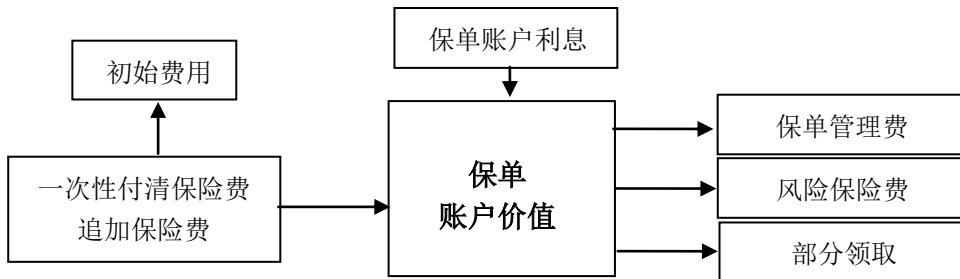 保单账户利息
初始费用
保单管理费
一次性付清保险费
追加保险费
保单
账户价值
风险保险费
部分领取